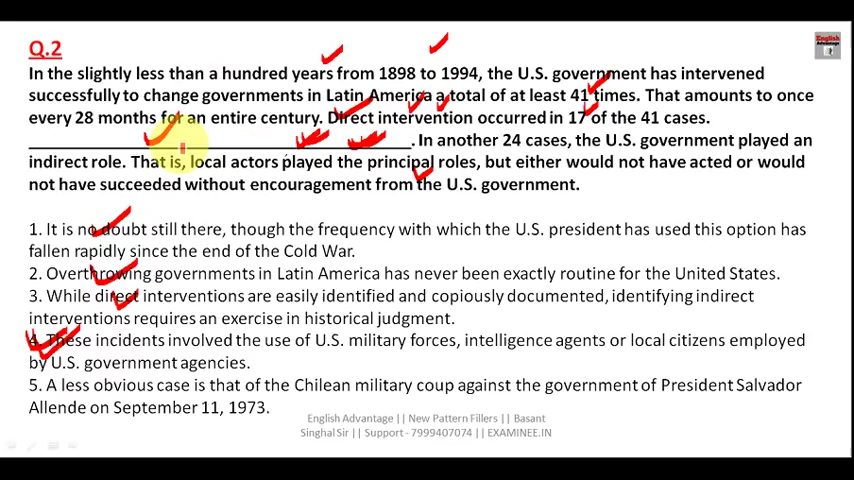 Q.2
English
Advantage
In the slightly less than a hundred years from 1898 to 1994, the U.S. government has intervened
successfully to change governments in Latin America a total of at least 41 times. That amounts to once
every 28 months for an entire century. Direct intervention occurred in 17 of the 41 cases.
________________________. In another 24 cases, the U.S. government played an
indirect role. That is, local actors played the principal roles, but either would not have acted or would
not have succeeded without encouragement from the U.S. government.
1. It is no doubt still there, though the frequency with which the U.S. president has used this option has
fallen rapidly since the end of the Cold War.
2. Overthrowing governments in Latin America has never been exactly routine for the United States.
3. While direct interventions are easily identified and copiously documented, identifying indirect
interventions requires an exercise in historical judgment.
4. These incidents involved the use of U.S. military forces, intelligence agents or local citizens employed
by U.S. government agencies.
5. A less obvious case is that of the Chilean military coup against the government of President Salvador
Allende on September 11, 1973.
English Advantage || New Pattern Fillers || Basant
Singhal Sir || Support - 7999407074 || EXAMINEE.IN